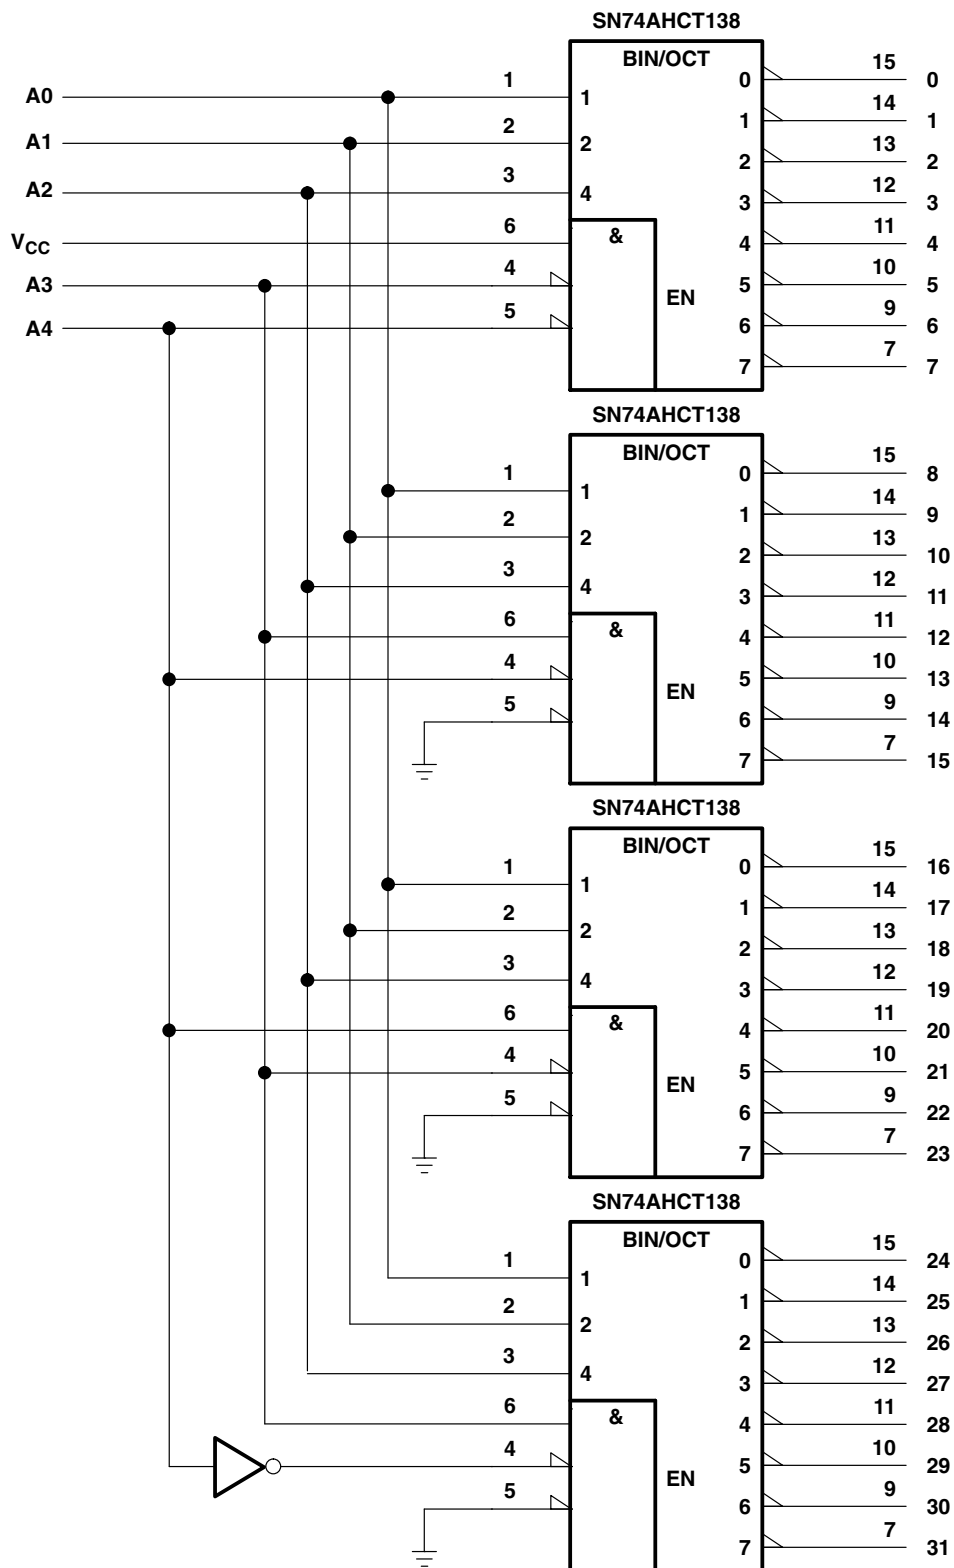 SN74AHCT138
BIN/OCT
A0 1 1 0 15 0
A1 2 2 1 14 1
A2 3 4 2 13 2
3 12 3
VCC 6 & 4 11 4
A3 4 5 10 5
EN
A4 5 6 9 6
7 7 7
SN74AHCT138
BIN/OCT
1 1 0 15 8
2 2 1 14 9
2 13 10
3 4 3 12 11
6 & 4 11 12
4 5 10 13
EN
5 6 9 14
7 7 15
SN74AHCT138
BIN/OCT
1 1 0 15 16
2 2 1 14 17
2 13 18
3 4 3 12 19
6 & 4 11 20
4 5 10 21
EN
5 6 9 22
7 7 23
SN74AHCT138
BIN/OCT
1 1 0 15 24
2 2 1 14 25
2 13 26
3 4 3 12 27
6 & 4 11 28
4 5 10 29
EN
5 6 9 30
7 7 31